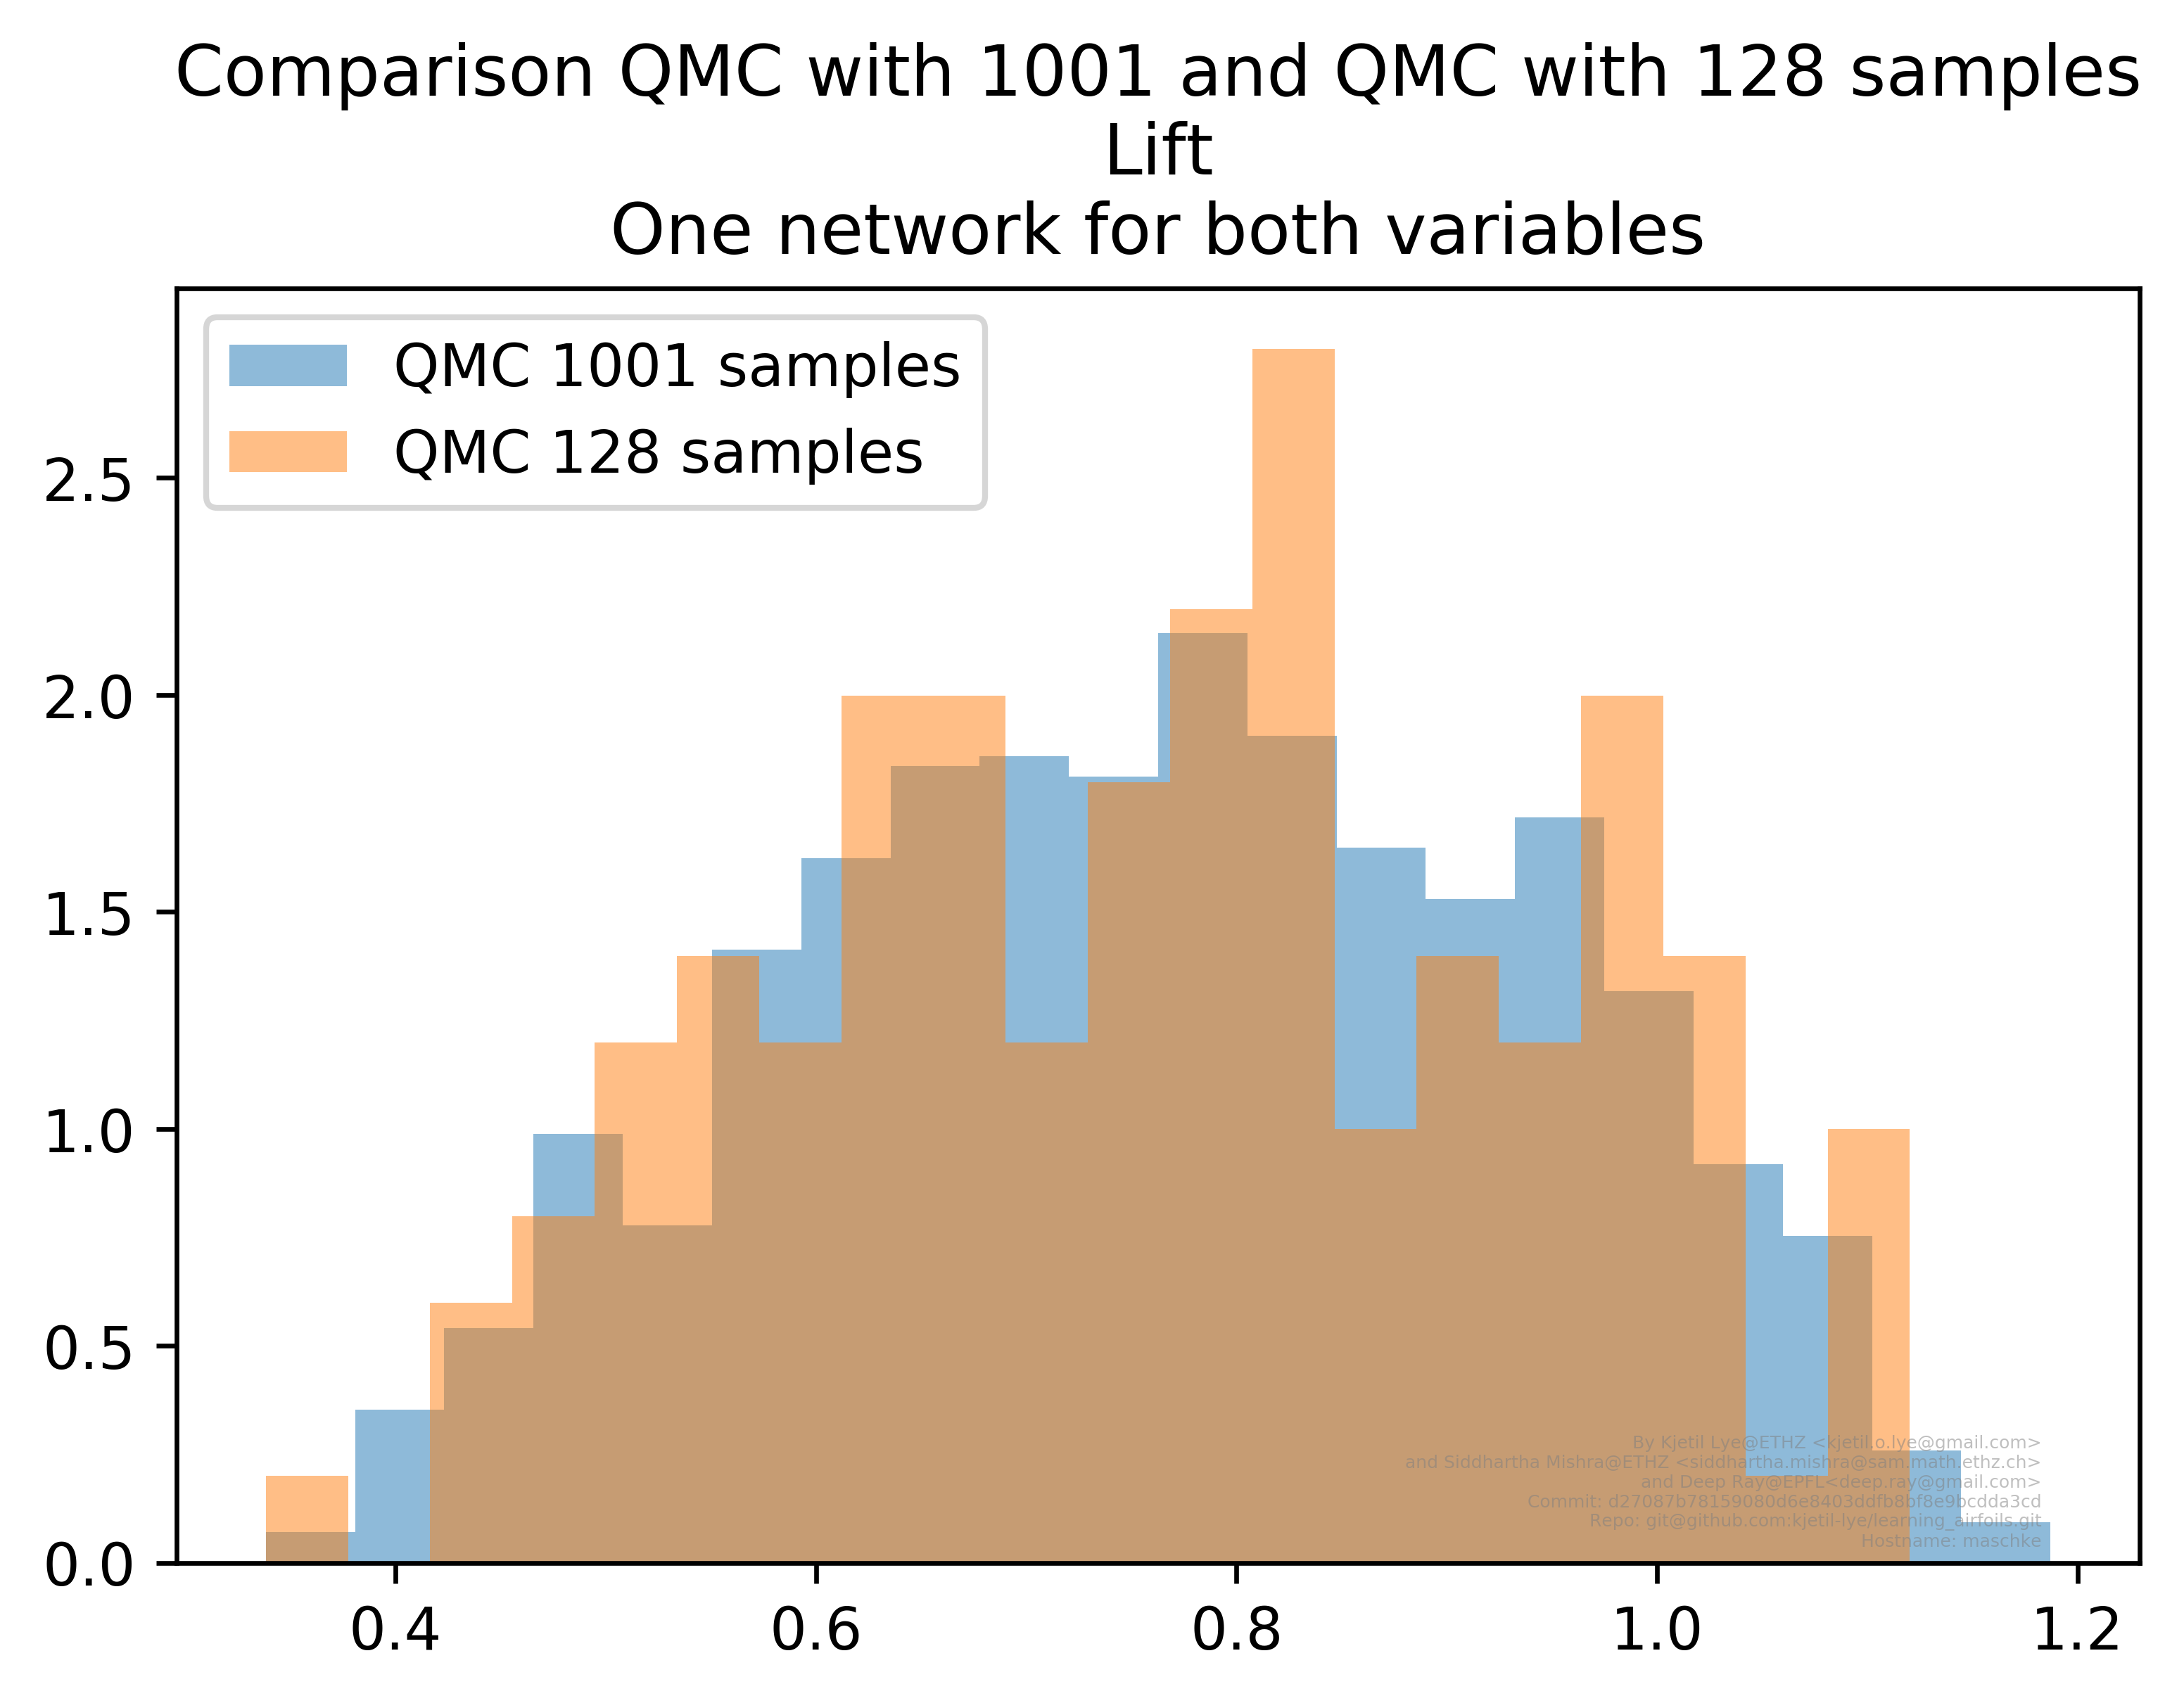 Comparison QMC with 1001 and QMC with 128 samples
Lift
One network for both variables
QMC 1001 samples
QMC 128 samples
2.5
2.0
1.5
1.0
0.5
0.0
0.4
0.6
0.8
1.0
1.2
By Kjetil Lye@ETHZ <kjetil.o.lye@gmail.com>
and Siddhartha Mishra@ETHZ <siddhartha.mishra@sam.math.ethz.ch>
and Deep Ray@EPFL<deep.ray@gmail.com>
Commit: d27087b78159080d6e8403ddfb8bf8e9bcdda3cd
Repo: git@github.com:kjetil-lye/learning_airfoils.git
Hostname: maschke